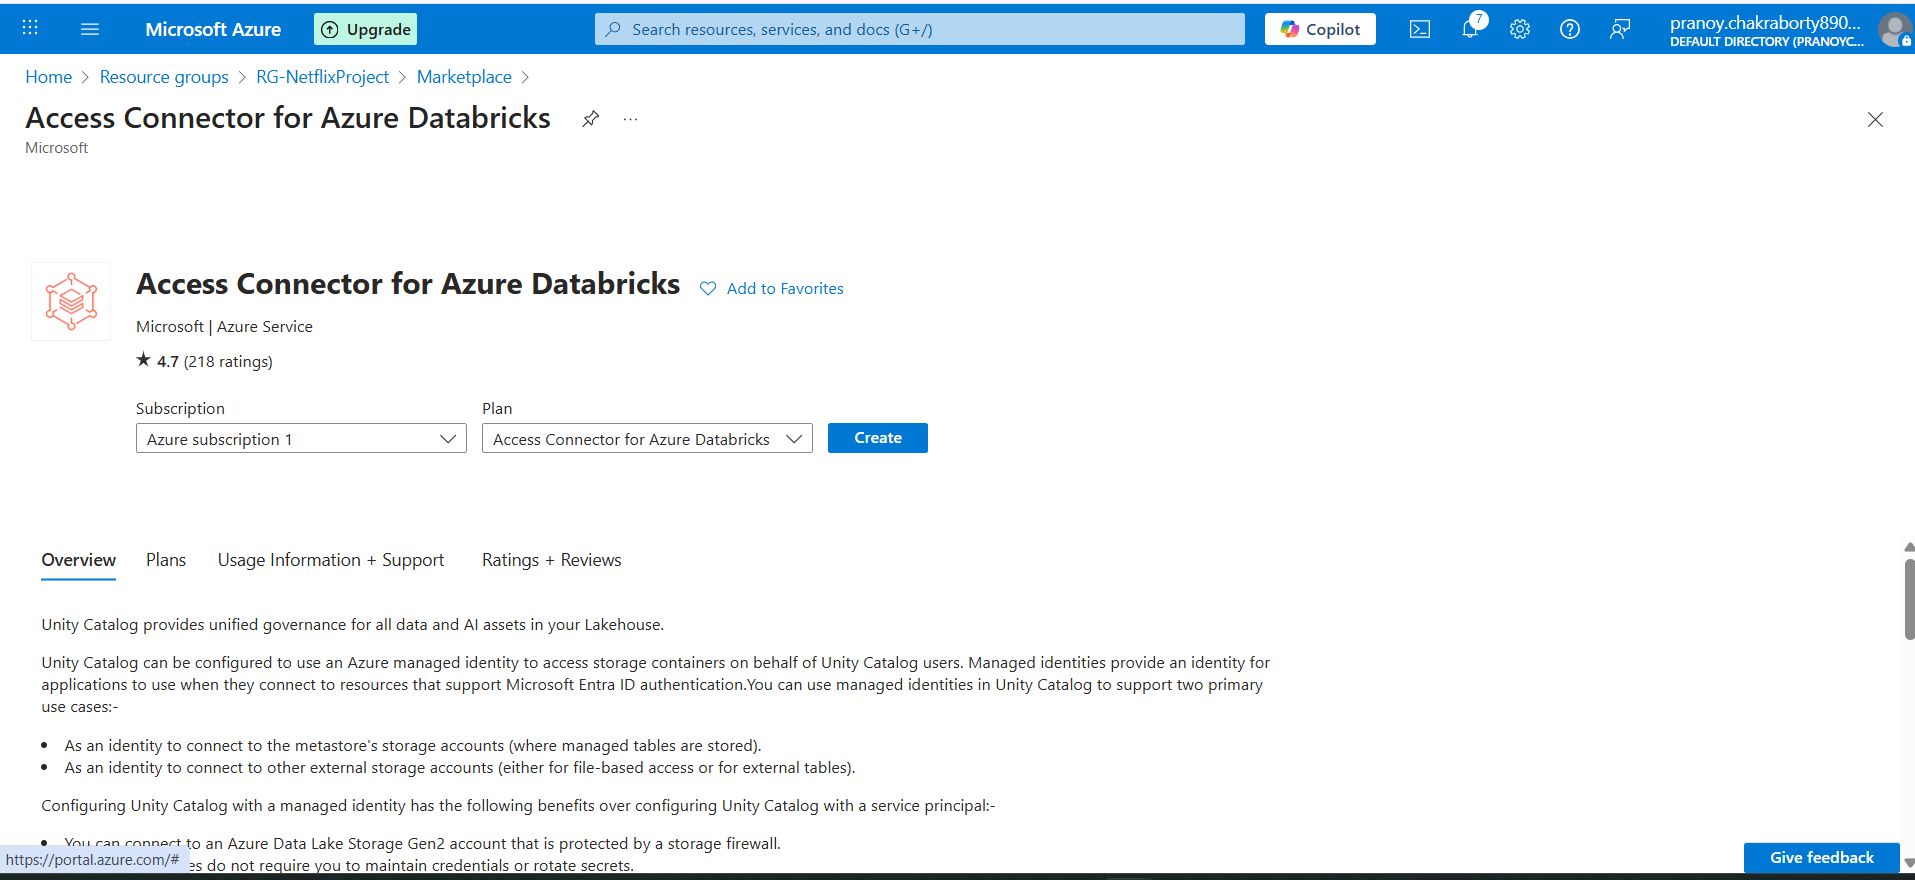 Microsoft Azure
Upgrade
Search resources, services, and docs (G+/)
Copilot
7
pranoy.chakraborty890...
DEFAULT DIRECTORY (PRANOYC...
Home > Resource groups > RG-NetflixProject > Marketplace >
Access Connector for Azure Databricks
...
Microsoft
Access Connector for Azure Databricks
Add to Favorites
Microsoft | Azure Service
★ 4.7 (218 ratings)
Subscription
Plan
Azure subscription 1
Access Connector for Azure Databricks
Create
Overview
Plans
Usage Information + Support
Ratings + Reviews
Unity Catalog provides unified governance for all data and AI assets in your Lakehouse.
Unity Catalog can be configured to use an Azure managed identity to access storage containers on behalf of Unity Catalog users. Managed identities provide an identity for
applications to use when they connect to resources that support Microsoft Entra ID authentication.You can use managed identities in Unity Catalog to support two primary
use cases:-
• As an identity to connect to the metastore's storage accounts (where managed tables are stored).
• As an identity to connect to other external storage accounts (either for file-based access or for external tables).
Configuring Unity Catalog with a managed identity has the following benefits over configuring Unity Catalog with a service principal:-
• You can connect to an Azure Data Lake Storage Gen2 account that is protected by a storage firewall.
do not require you to maintain credentials or rotate secrets.
https://portal.azure.com/#
Give feedback